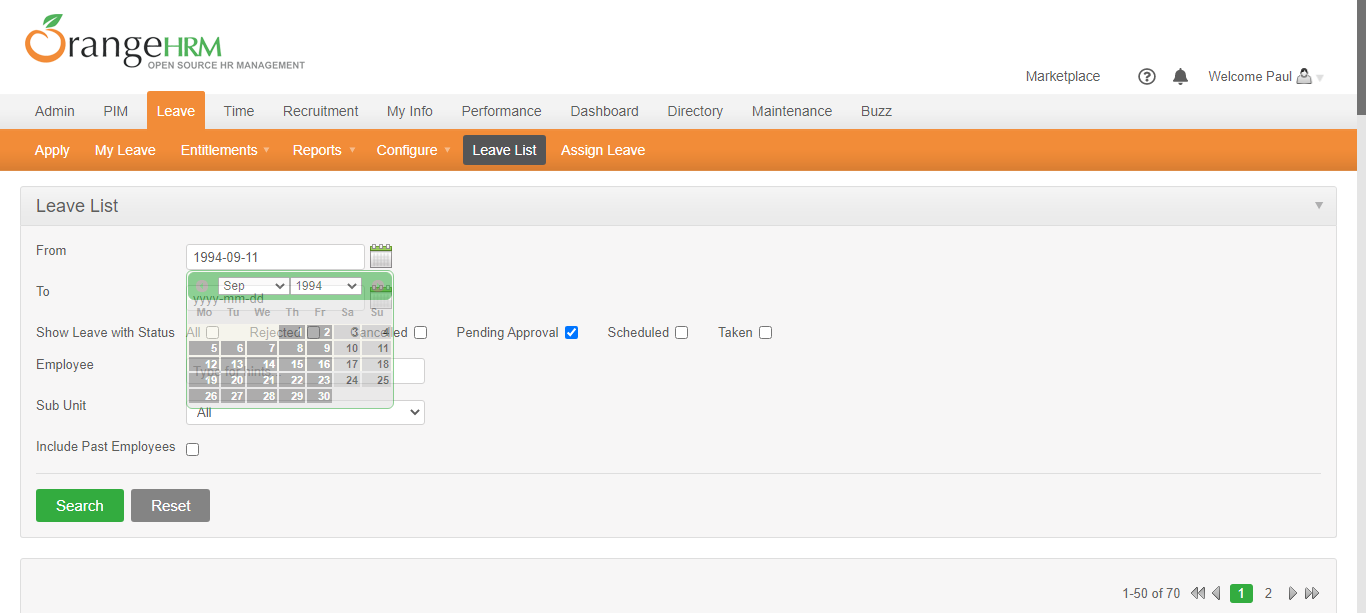 OrangeHRM
OPEN SOURCE HR MANAGEMENT
Marketplace Welcome Paul
Admin PIM Leave Time Recruitment My Info Performance Dashboard Directory Maintenance Buzz
Apply My Leave Entitlements Reports Configure Leave List Assign Leave
Leave List
From 1994-09-11
Sep 1994
To yyyy-mm-dd
Mo Tu We Th Fr Sa Su
Show Leave with Status All Rejected Cancelled Pending Approval Scheduled Taken
1 2 3 4
5 6 7 8 9 10 11
Employee Type for hints...
12 13 14 15 16 17 18
19 20 21 22 23 24 25
26 27 28 29 30
Sub Unit All
Include Past Employees
Search Reset
1-50 of 70 1 2